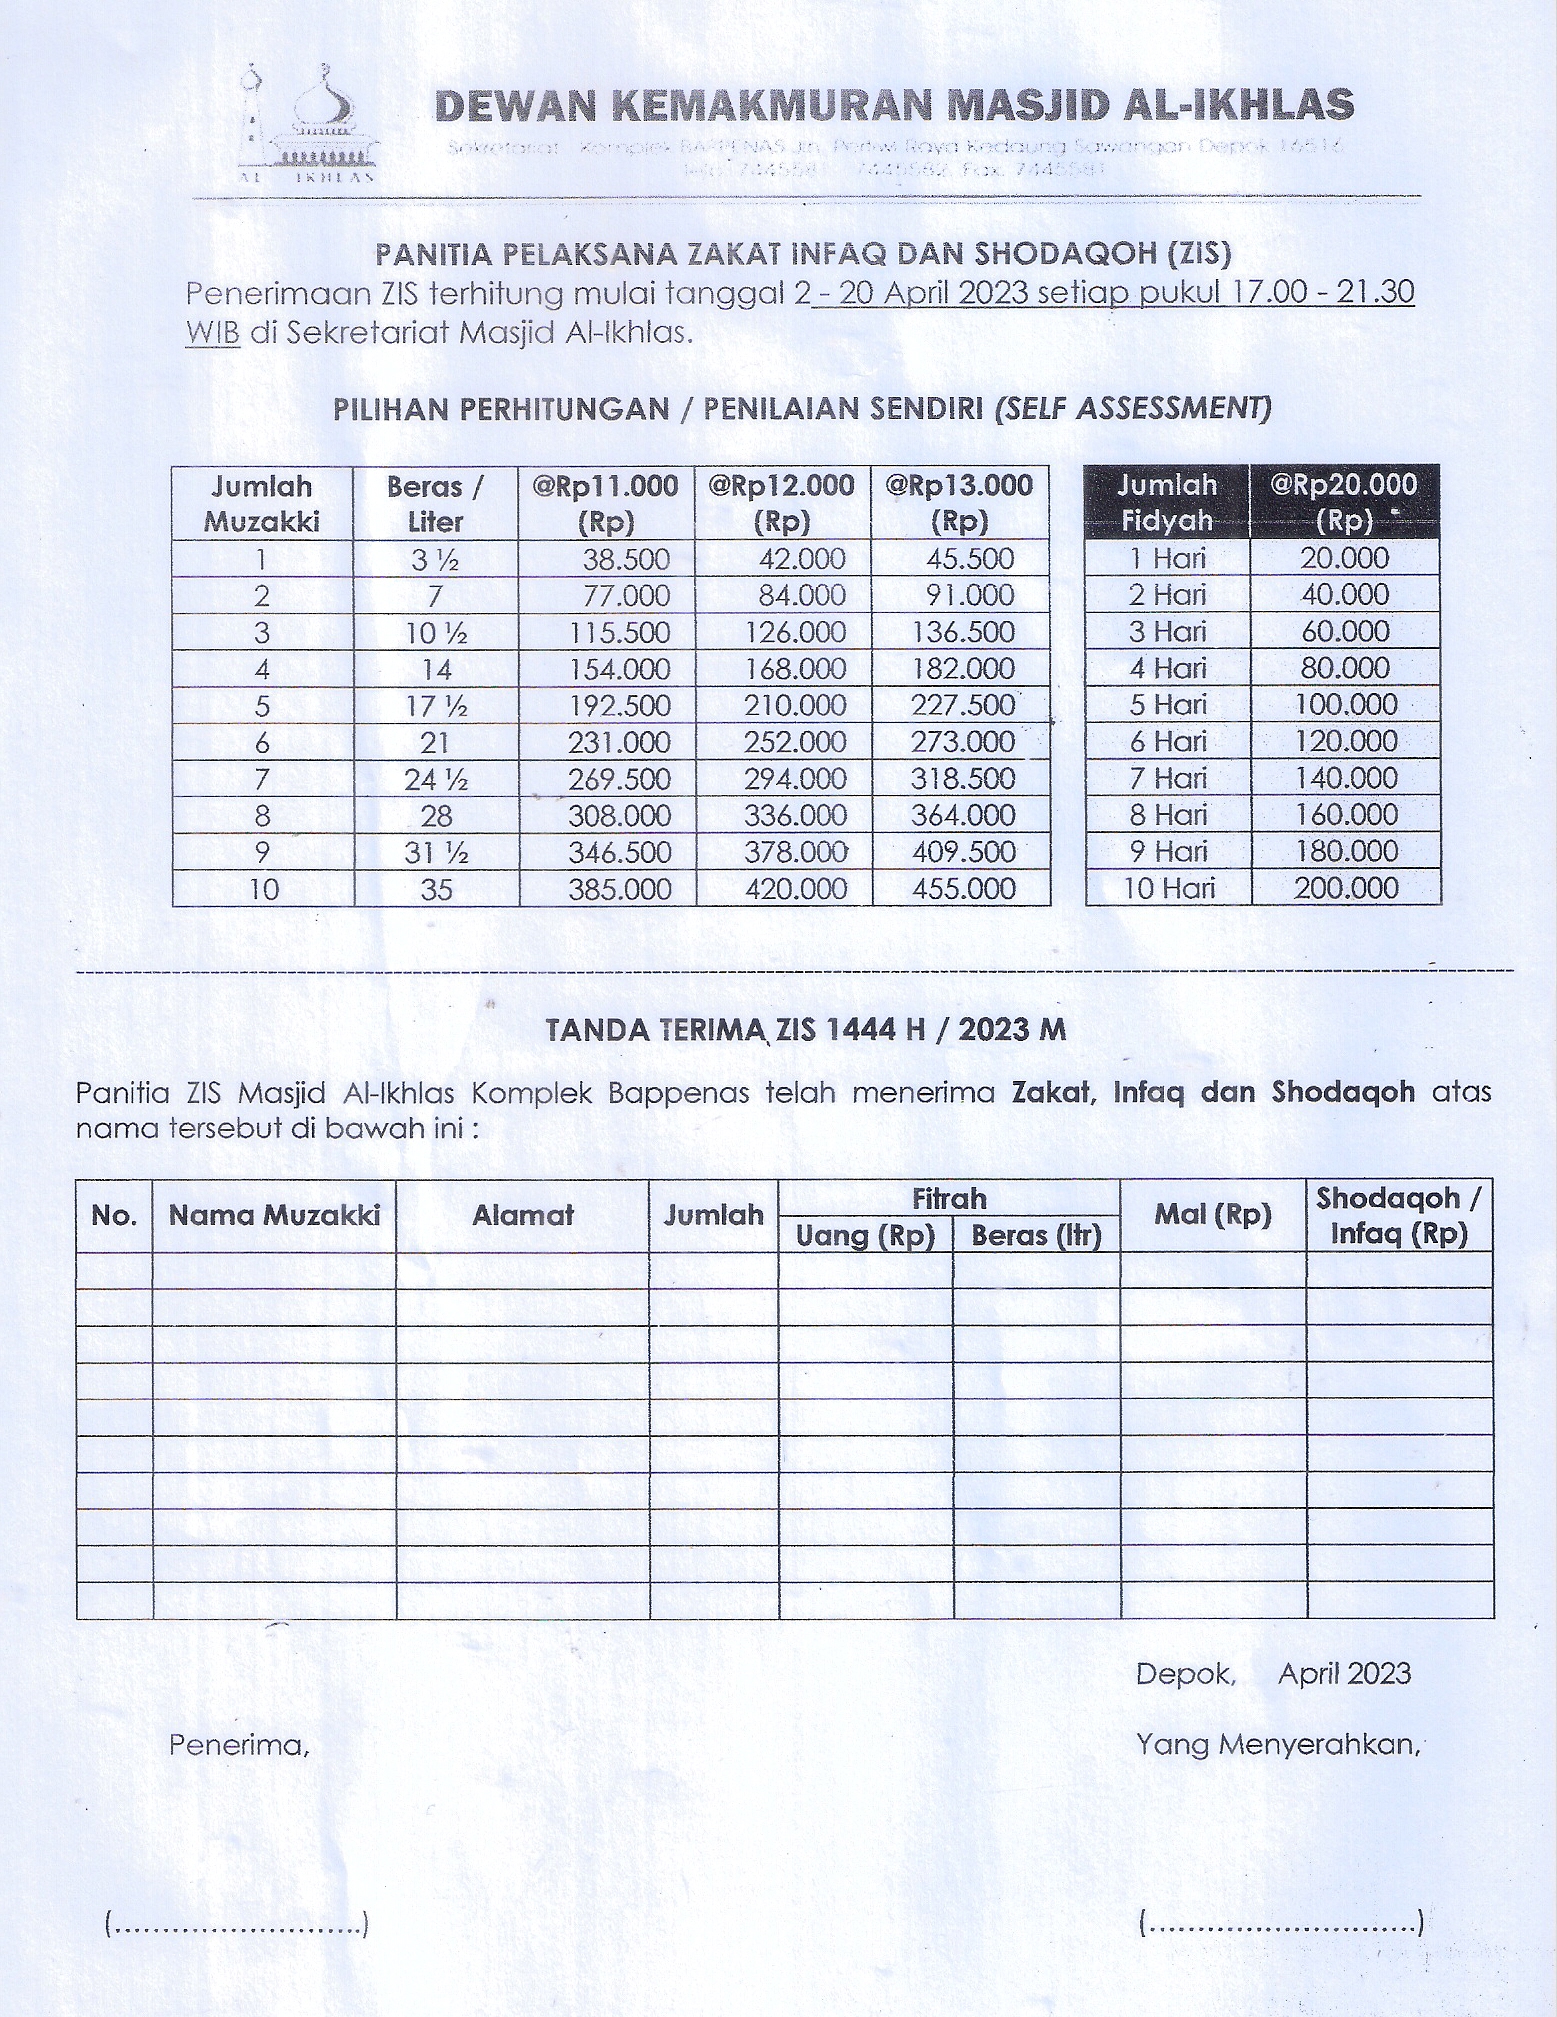 AL IKHLAS
DEWAN KEMAKMURAN MASJID AL-IKHLAS
Sekretariat : Komplek BAPPENAS Jln. Pertiwi Raya Kedaung Sawangan Depok 16516
7445581 7445582 Fax. 7445581
PANITIA PELAKSANA ZAKAT INFAQ DAN SHODAQOH (ZIS)
Penerimaan ZIS terhitung mulai tanggal 2 - 20 April 2023 setiap pukul 17.00 - 21.30
WIB di Sekretariat Masjid Al-Ikhlas.
PILIHAN PERHITUNGAN / PENILAIAN SENDIRI (SELF ASSESSMENT)
Jumlah Muzakki Beras / Liter @Rp11.000 (Rp) @Rp12.000 (Rp) @Rp13.000 (Rp)
1 3 ½ 38.500 42.000 45.500
2 7 77.000 84.000 91.000
3 10 ½ 115.500 126.000 136.500
4 14 154.000 168.000 182.000
5 17 ½ 192.500 210.000 227.500
6 21 231.000 252.000 273.000
7 24 ½ 269.500 294.000 318.500
8 28 308.000 336.000 364.000
9 31 ½ 346.500 378.000 409.500
10 35 385.000 420.000 455.000
Jumlah Fidyah @Rp20.000 (Rp)
1 Hari 20.000
2 Hari 40.000
3 Hari 60.000
4 Hari 80.000
5 Hari 100.000
6 Hari 120.000
7 Hari 140.000
8 Hari 160.000
9 Hari 180.000
10 Hari 200.000
TANDA TERIMA ZIS 1444 H / 2023 M
Panitia ZIS Masjid Al-Ikhlas Komplek Bappenas telah menerima Zakat, Infaq dan Shodaqoh atas
nama tersebut di bawah ini :
No. Nama Muzakki Alamat Jumlah Fitrah Mal (Rp) Shodaqoh / Infaq (Rp)
Uang (Rp) Beras (ltr)
Depok, April 2023
Penerima, Yang Menyerahkan,
(..........................) (............................)